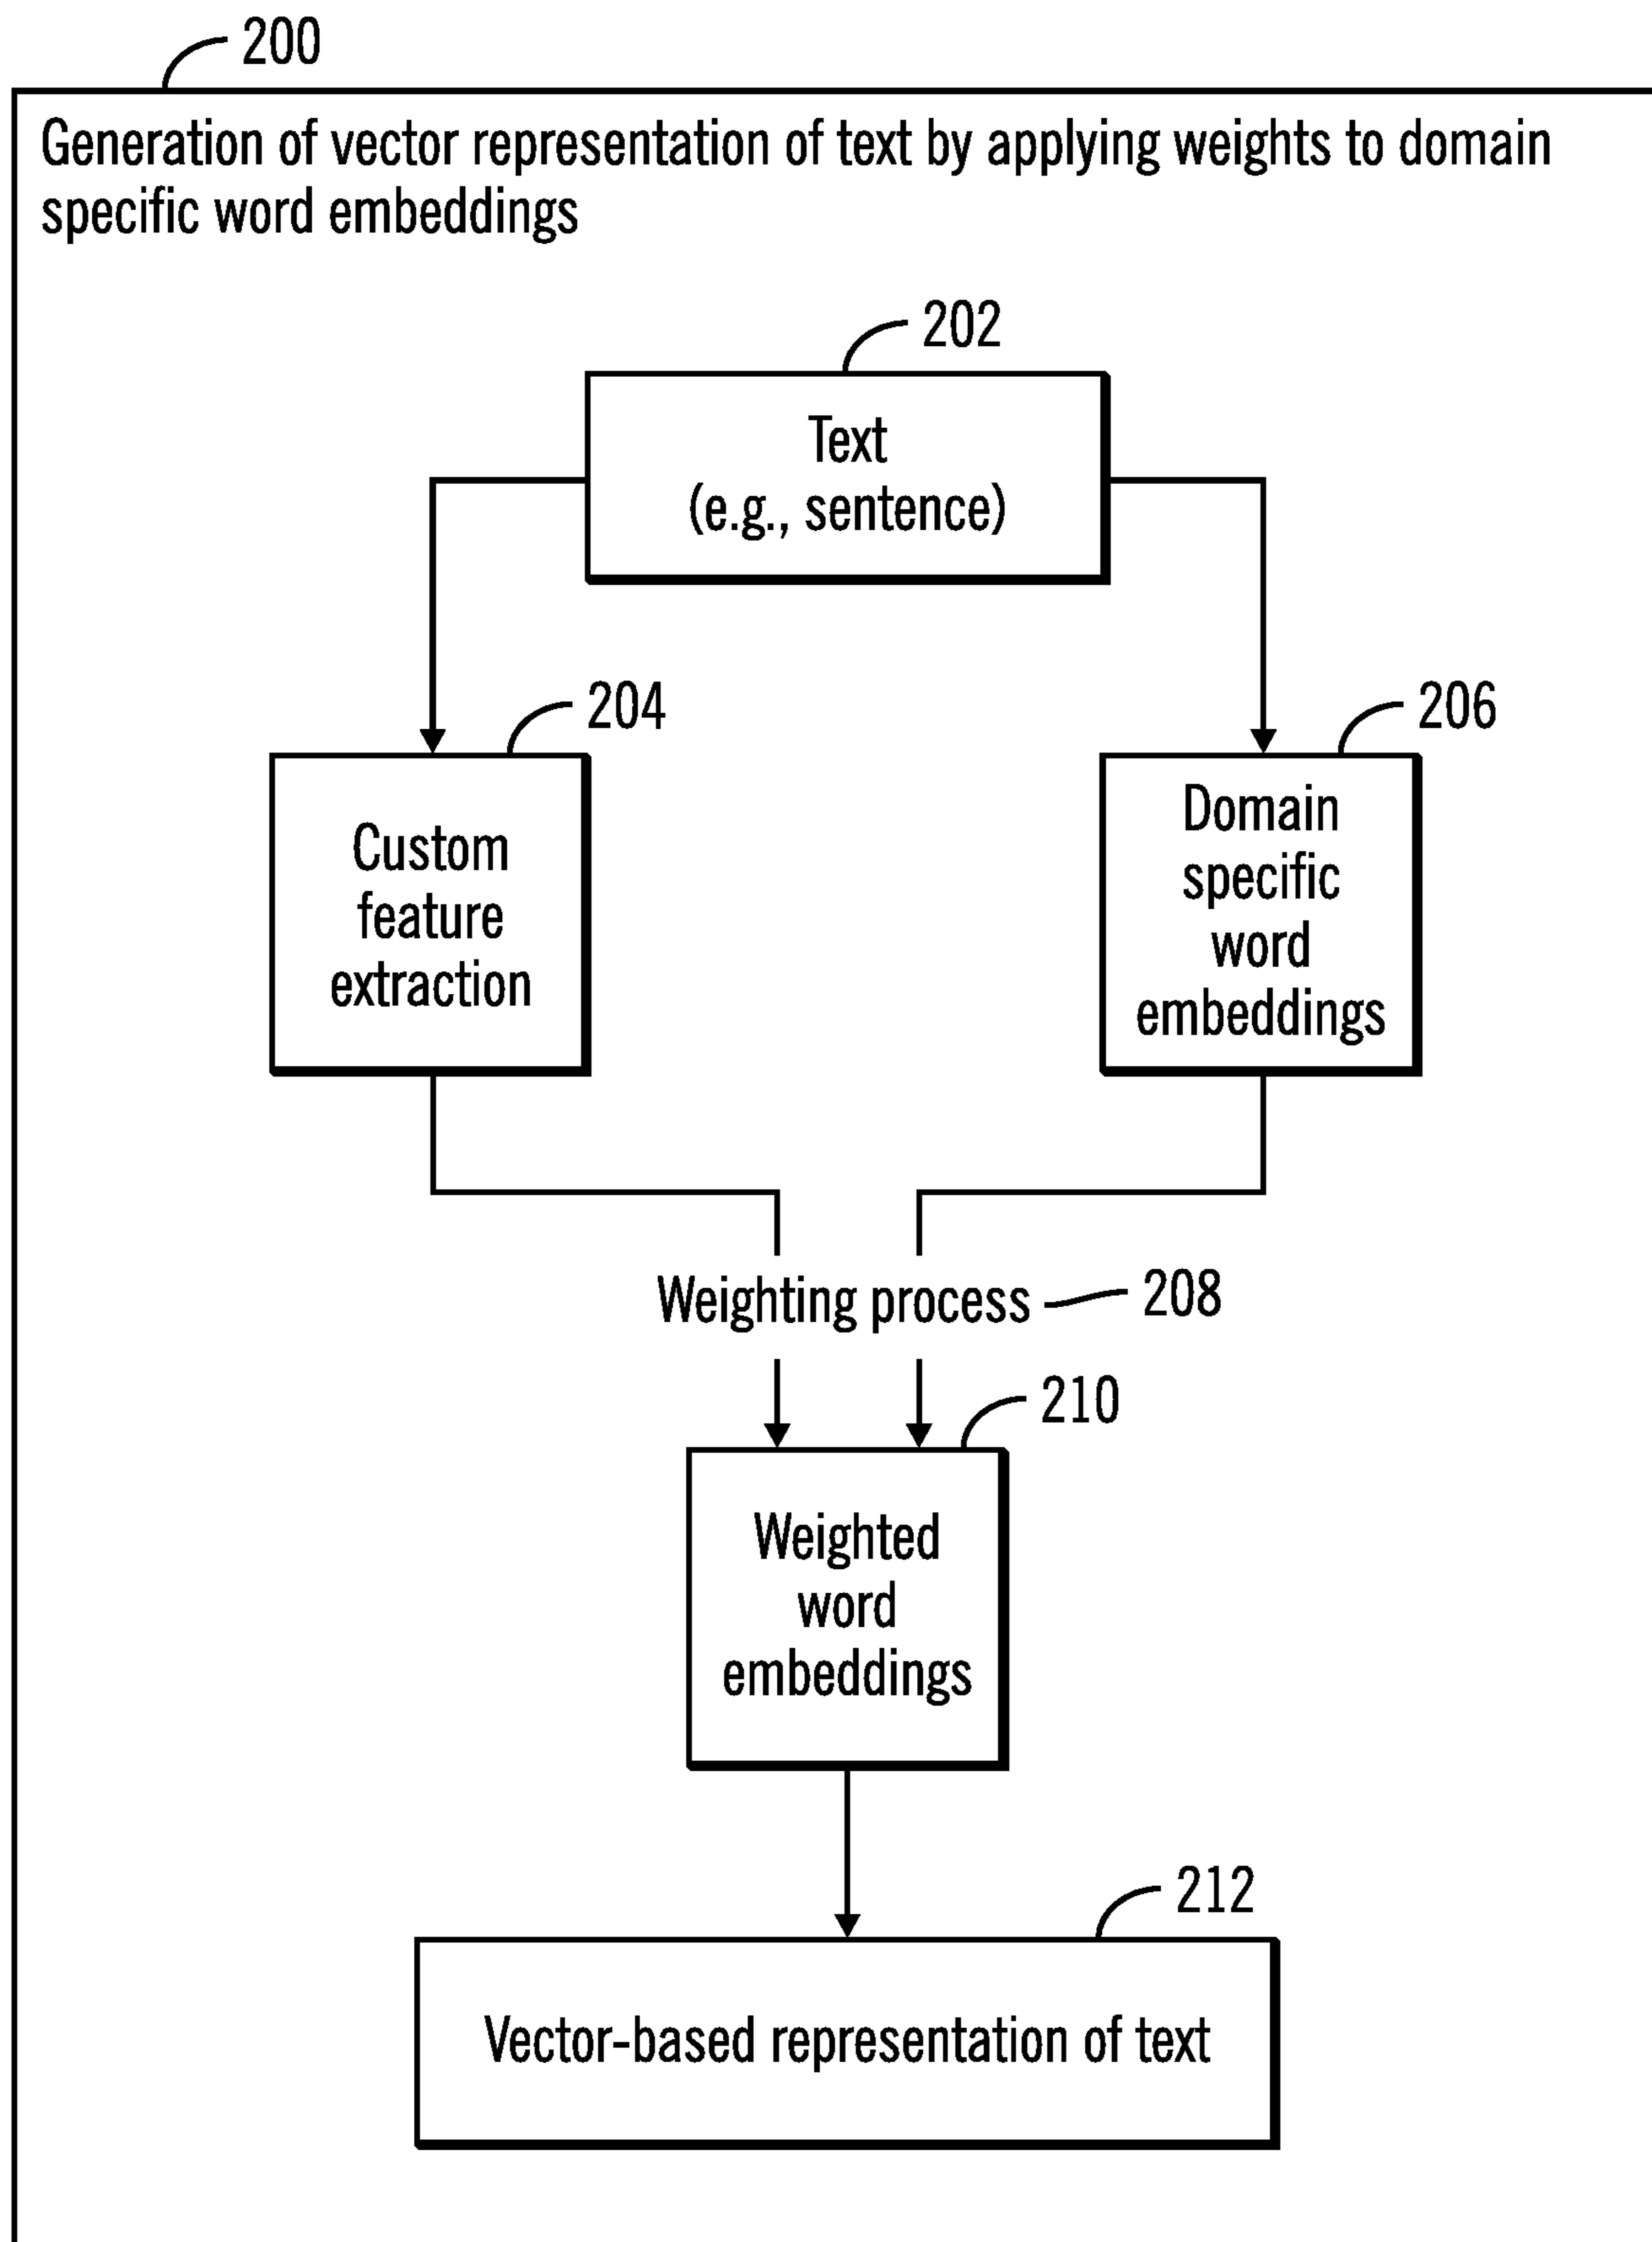 200
Generation of vector representation of text by applying weights to domain
specific word embeddings
202
Text
(e.g., sentence)
204
Custom
feature
extraction
206
Domain
specific
word
embeddings
Weighting process
208
210
Weighted
word
embeddings
212
Vector-based representation of text